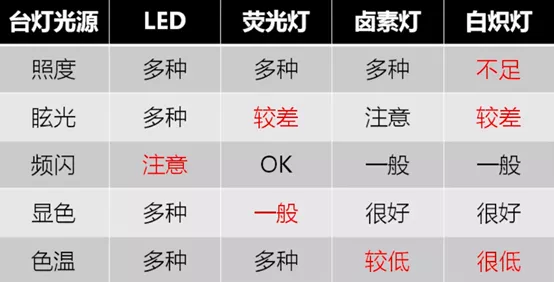 台灯光源 LED 荧光灯 卤素灯 白炽灯
照度 多种 多种 多种 不足
眩光 多种 较差 注意 较差
频闪 注意 OK 一般 一般
显色 多种 一般 很好 很好
色温 多种 多种 较低 很低